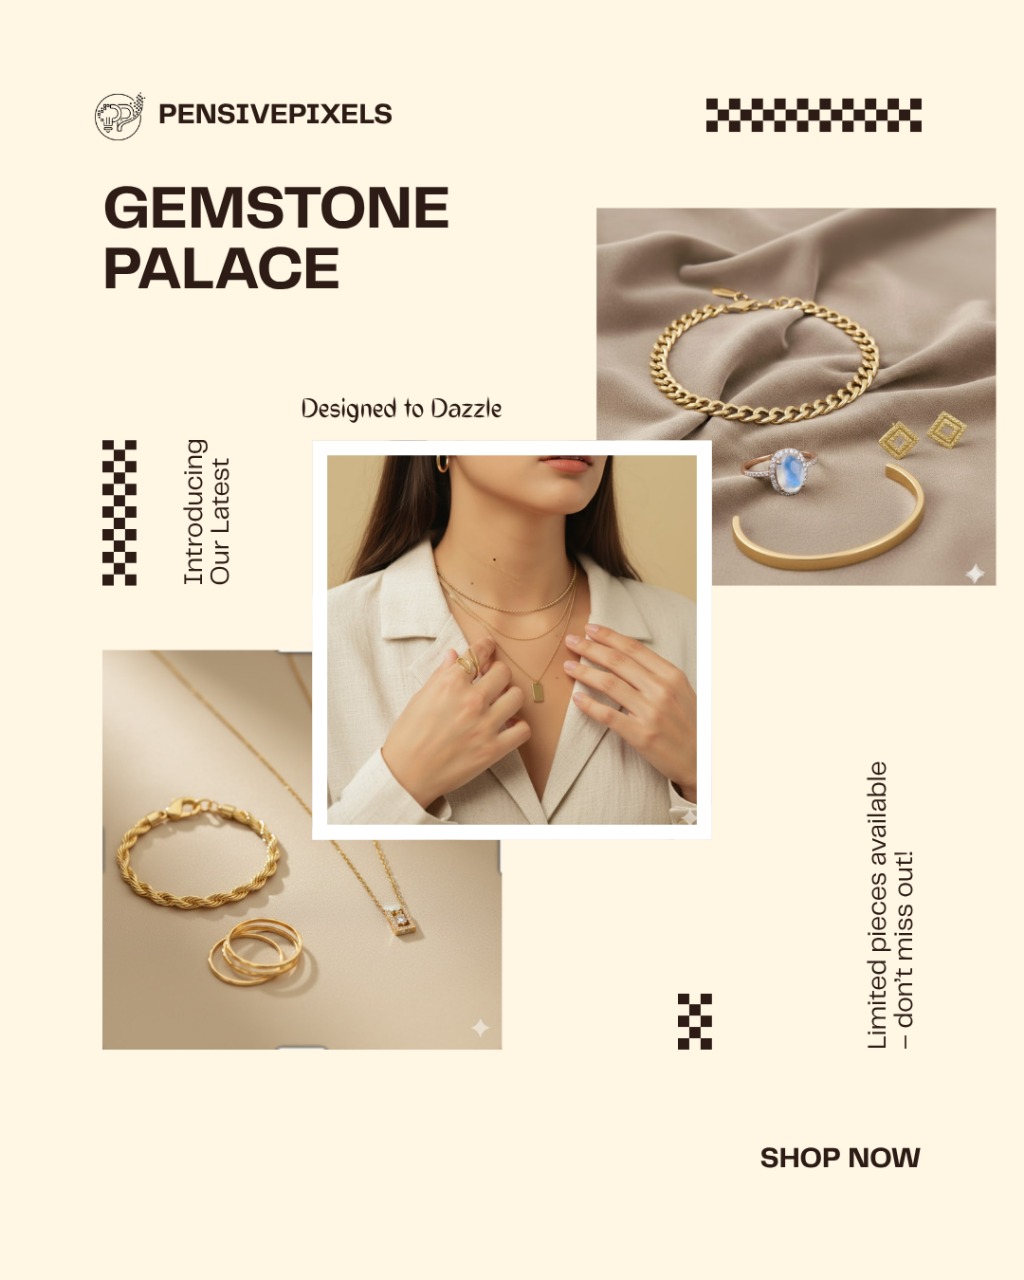 PENSIVEPIXELS
GEMSTONE
PALACE
Designed to Dazzle
Introducing
Our Latest
Limited pieces available
– don't miss out!
SHOP NOW